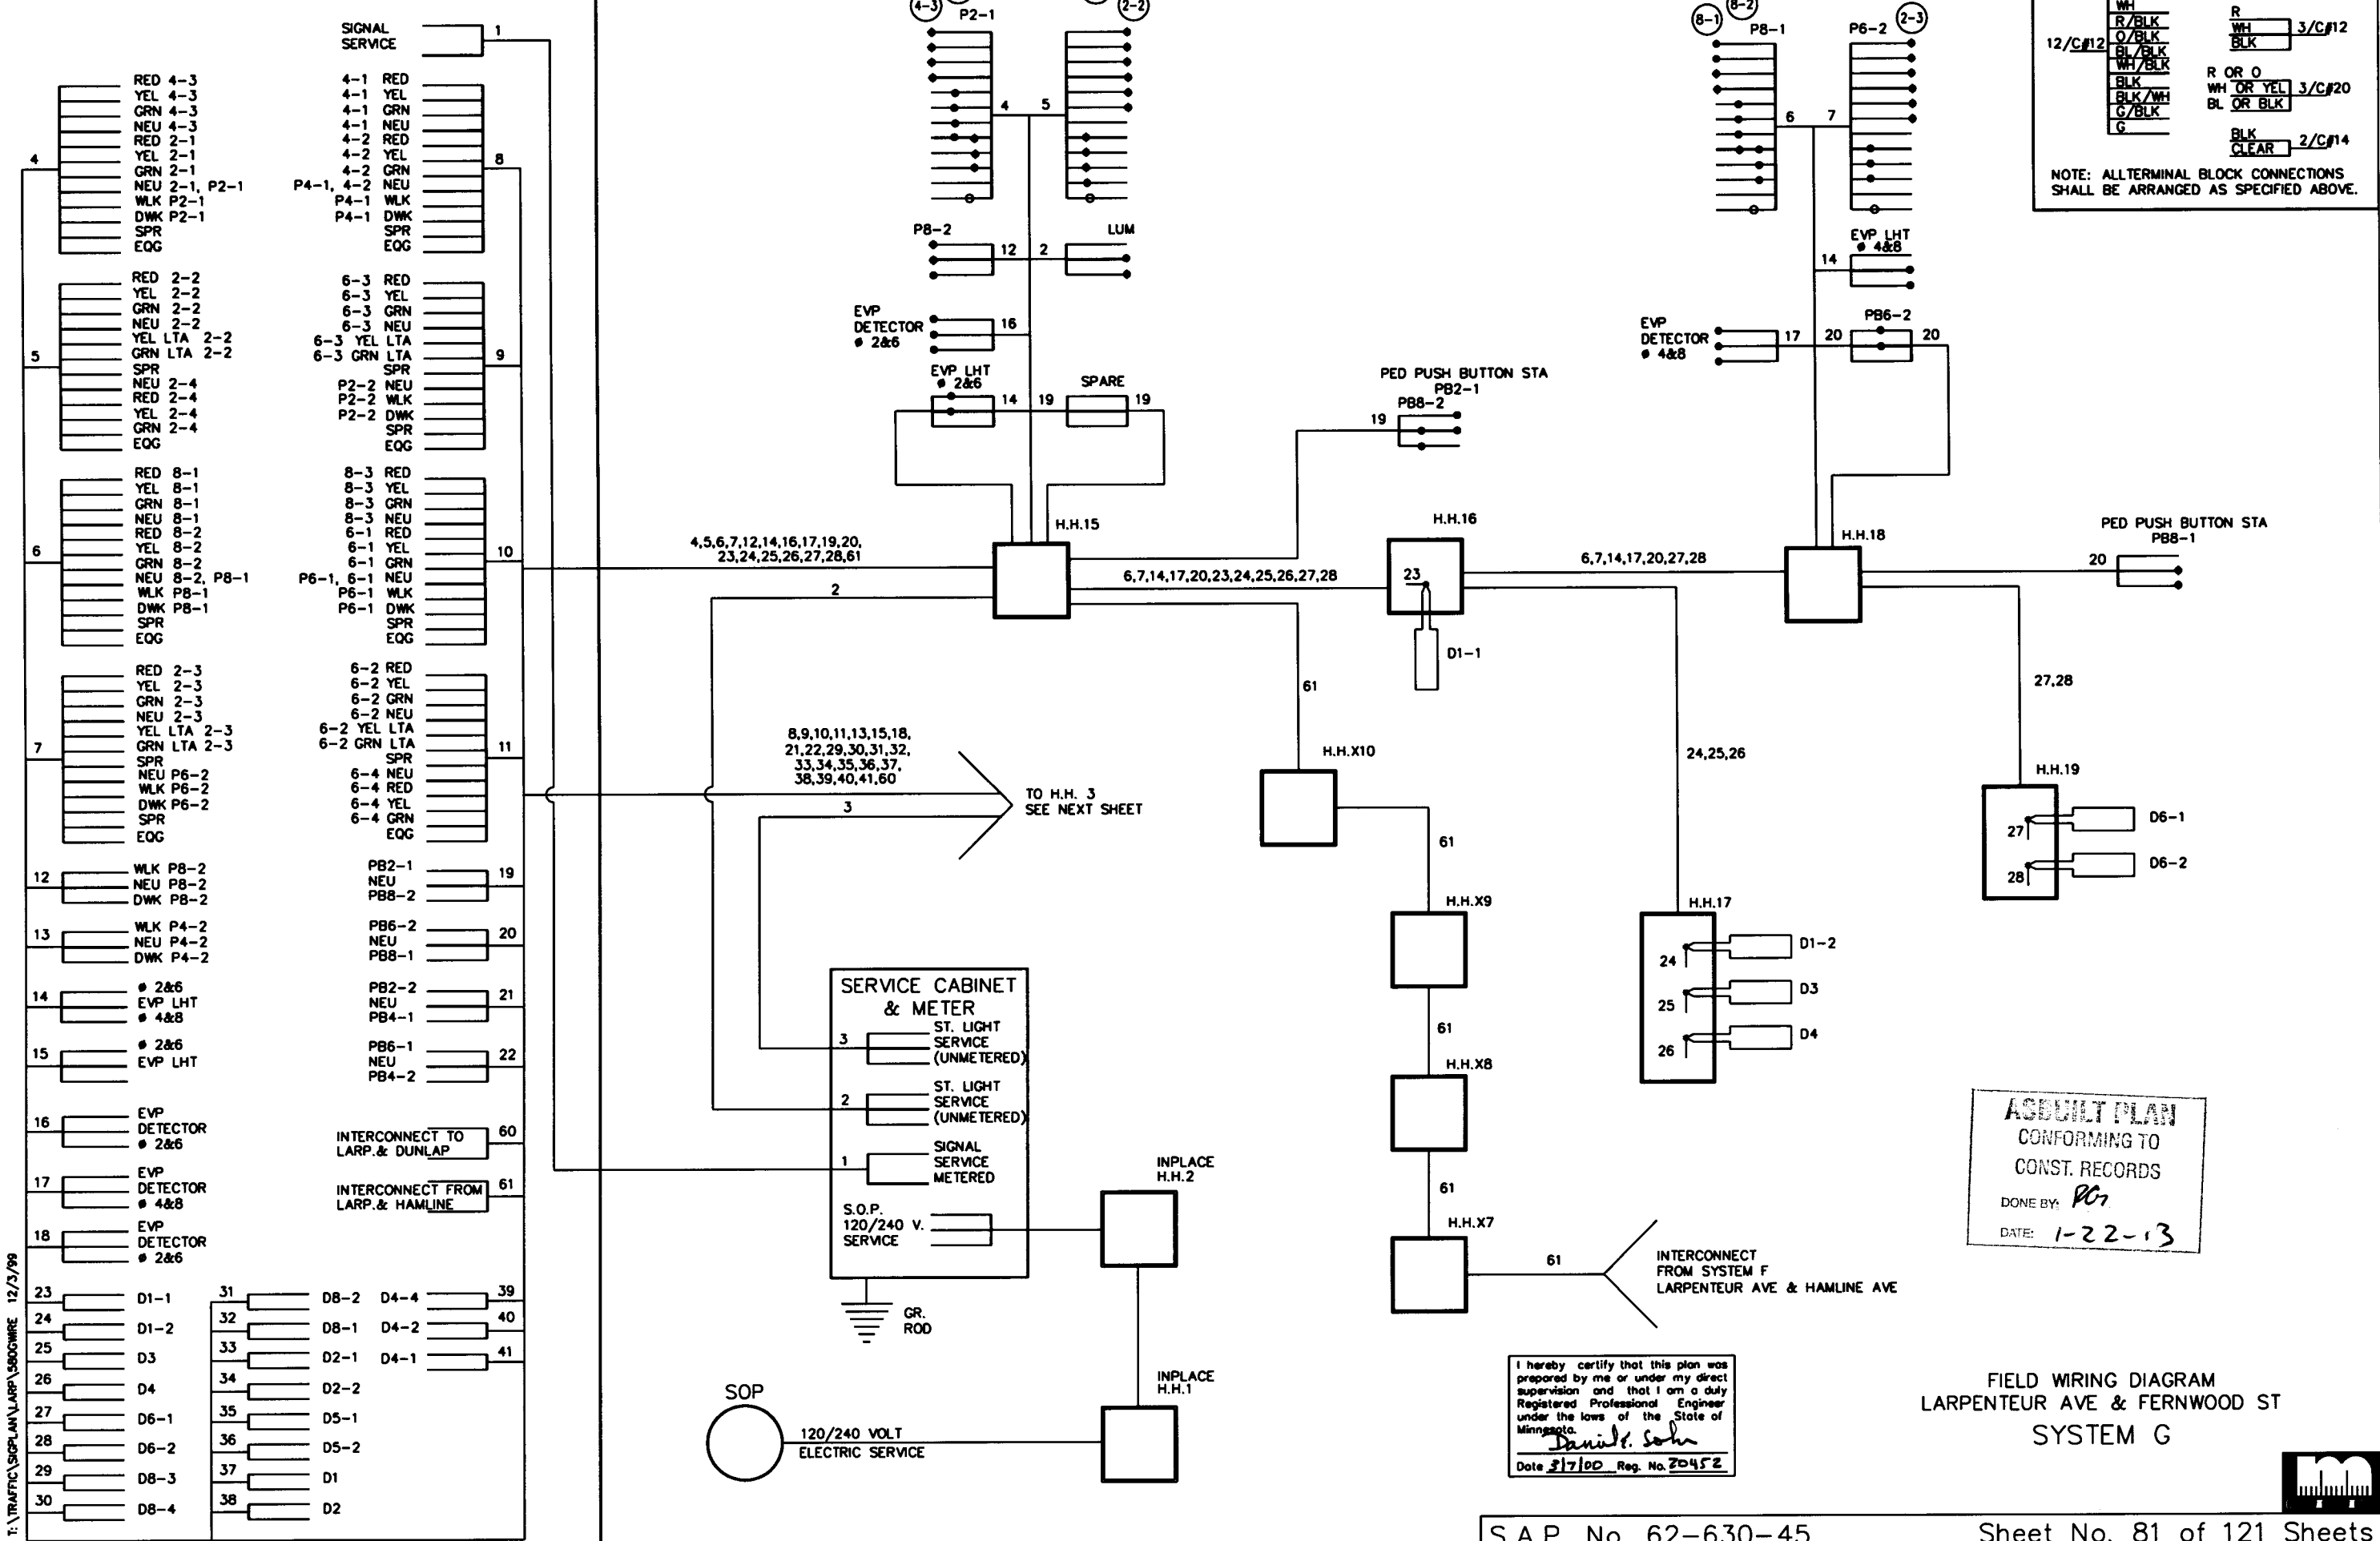 SIGNAL
SERVICE
1
4
RED 4-3
YEL 4-3
GRN 4-3
NEU 4-3
RED 2-1
YEL 2-1
GRN 2-1
NEU 2-1, P2-1
WLK P2-1
DWK P2-1
SPR
EQG
4-1 RED
4-1 YEL
4-1 GRN
4-1 NEU
4-2 RED
4-2 YEL
4-2 GRN
P4-1, 4-2 NEU
P4-1 WLK
P4-1 DWK
SPR
EQG
8
5
RED 2-2
YEL 2-2
GRN 2-2
NEU 2-2
YEL LTA 2-2
GRN LTA 2-2
SPR
NEU 2-4
RED 2-4
YEL 2-4
GRN 2-4
EQG
6-3 RED
6-3 YEL
6-3 GRN
6-3 NEU
6-3 YEL LTA
6-3 GRN LTA
SPR
P2-2 NEU
P2-2 WLK
P2-2 DWK
SPR
EQG
9
6
RED 8-1
YEL 8-1
GRN 8-1
NEU 8-1
RED 8-2
YEL 8-2
GRN 8-2
NEU 8-2, P8-1
WLK P8-1
DWK P8-1
SPR
EQG
8-3 RED
8-3 YEL
8-3 GRN
8-3 NEU
6-1 RED
6-1 YEL
6-1 GRN
P6-1, 6-1 NEU
P6-1 WLK
P6-1 DWK
SPR
EQG
10
7
RED 2-3
YEL 2-3
GRN 2-3
NEU 2-3
YEL LTA 2-3
GRN LTA 2-3
SPR
NEU P6-2
WLK P6-2
DWK P6-2
SPR
EQG
6-2 RED
6-2 YEL
6-2 GRN
6-2 NEU
6-2 YEL LTA
6-2 GRN LTA
SPR
6-4 NEU
6-4 RED
6-4 YEL
6-4 GRN
EQG
11
12
WLK P8-2
NEU P8-2
DWK P8-2
PB2-1
NEU
PB8-2
19
13
WLK P4-2
NEU P4-2
DWK P4-2
PB6-2
NEU
PB8-1
20
14
ø 2&6
EVP LHT
ø 4&8
PB2-2
NEU
PB4-1
21
15
ø 2&6
EVP LHT
PB6-1
NEU
PB4-2
22
16
EVP
DETECTOR
ø 2&6
INTERCONNECT TO
LARP.& DUNLAP
60
17
EVP
DETECTOR
ø 4&8
INTERCONNECT FROM
LARP.& HAMLINE
61
18
EVP
DETECTOR
ø 2&6
23 D1-1
24 D1-2
25 D3
26 D4
27 D6-1
28 D6-2
29 D8-3
30 D8-4
31 D8-2
32 D8-1
33 D2-1
34 D2-2
35 D5-1
36 D5-2
37 D1
38 D2
D4-4 39
D4-2 40
D4-1 41
T:\TRAFFIC\SIGPLAN\LARP\580GWIRE 12/3/99
4-3
P2-1
2-2
4 5
P8-2
12 2
LUM
EVP
DETECTOR
ø 2&6
16
EVP LHT
ø 2&6
14 19
SPARE
19
H.H.15
4,5,6,7,12,14,16,17,19,20,
23,24,25,26,27,28,61
2
PED PUSH BUTTON STA
PB2-1
PB8-2
19
6,7,14,17,20,23,24,25,26,27,28
H.H.16
23
D1-1
6,7,14,17,20,27,28
8-1
8-2
P8-1
P6-2
2-3
6 7
EVP LHT
ø 4&8
14
EVP
DETECTOR
ø 4&8
17 20
PB6-2
20
H.H.18
PED PUSH BUTTON STA
PB8-1
20
27,28
H.H.19
27
D6-1
28
D6-2
24,25,26
H.H.17
24
D1-2
25
D3
26
D4
61
H.H.X10
61
H.H.X9
61
H.H.X8
61
H.H.X7
61
INTERCONNECT
FROM SYSTEM F
LARPENTEUR AVE & HAMLINE AVE
8,9,10,11,13,15,18,
21,22,29,30,31,32,
33,34,35,36,37,
38,39,40,41,60
3
TO H.H. 3
SEE NEXT SHEET
SERVICE CABINET
& METER
3
ST. LIGHT
SERVICE
(UNMETERED)
2
ST. LIGHT
SERVICE
(UNMETERED)
1
SIGNAL
SERVICE
METERED
S.O.P.
120/240 V.
SERVICE
GR.
ROD
INPLACE
H.H.2
INPLACE
H.H.1
SOP
120/240 VOLT
ELECTRIC SERVICE
12/C#12
WH
R/BLK
O/BLK
BL/BLK
WH/BLK
BLK
BLK/WH
G/BLK
G
R
WH
BLK
3/C#12
R OR O
WH OR YEL
BL OR BLK
3/C#20
BLK
CLEAR
2/C#14
NOTE: ALLTERMINAL BLOCK CONNECTIONS
SHALL BE ARRANGED AS SPECIFIED ABOVE.
ASBUILT PLAN
CONFORMING TO
CONST. RECORDS
DONE BY:
DATE: 1-22-13
I hereby certify that this plan was
prepared by me or under my direct
supervision and that I am a duly
Registered Professional Engineer
under the laws of the State of
Minnesota.
Date 3/7/00 Reg. No. 20452
FIELD WIRING DIAGRAM
LARPENTEUR AVE & FERNWOOD ST
SYSTEM G
m
S.A.P. No. 62-630-45
Sheet No. 81 of 121 Sheets